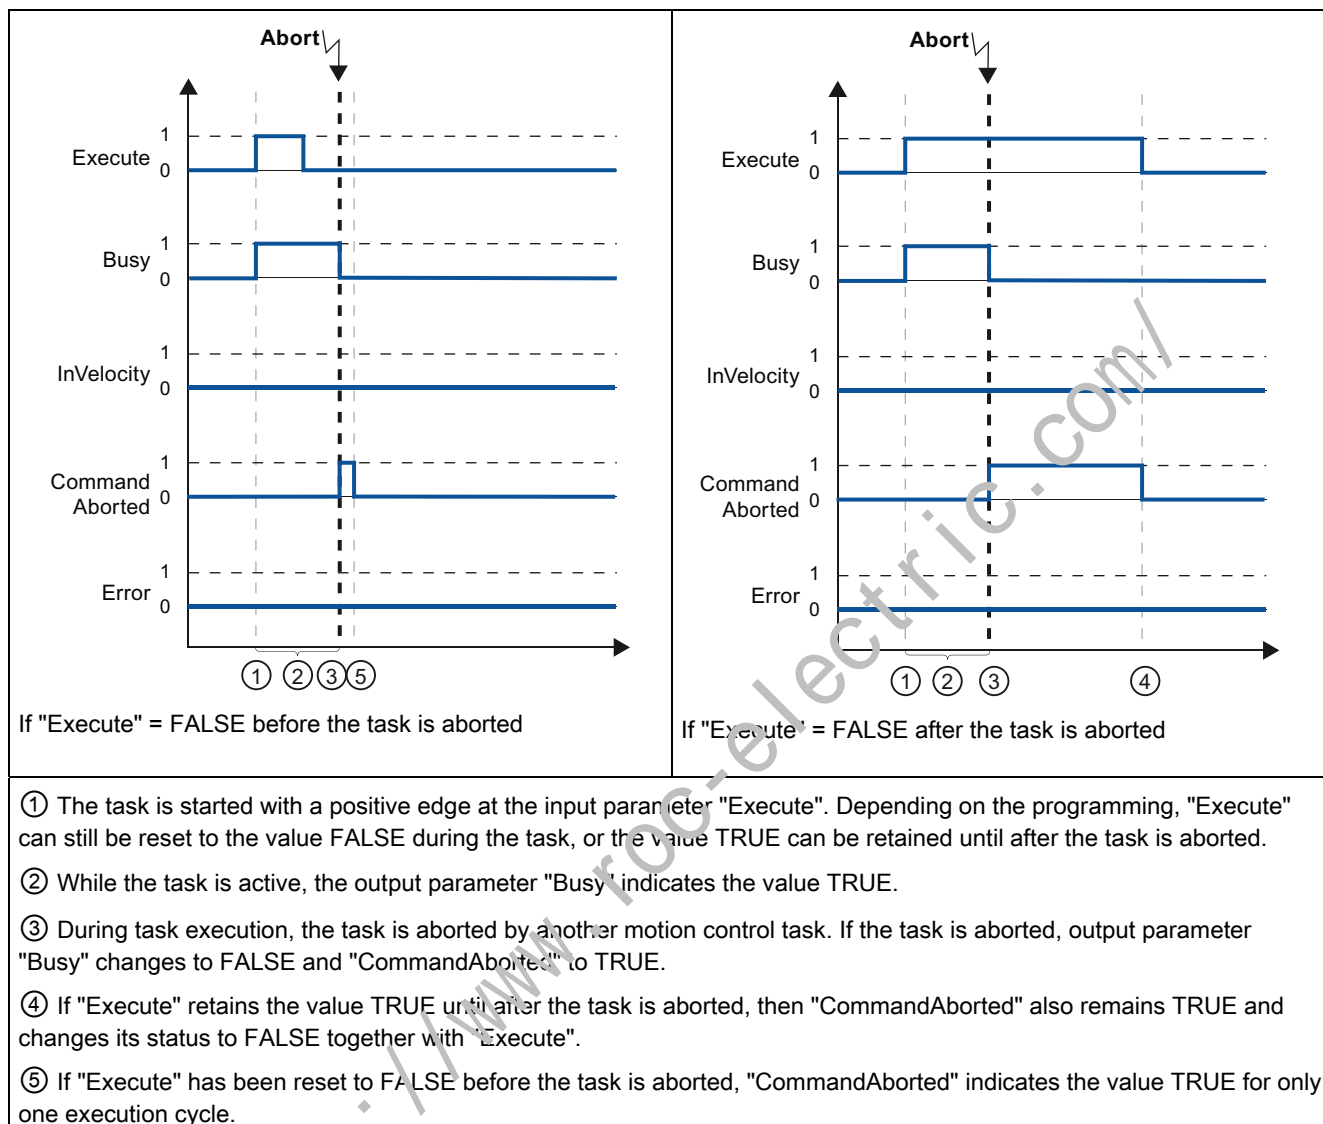 Abort
1
Execute
0
1
Busy
0
1
InVelocity
0
1
Command
Aborted
0
1
Error
0
① ② ③ ⑤
If "Execute" = FALSE before the task is aborted
Abort
1
Execute
0
1
Busy
0
1
InVelocity
0
1
Command
Aborted
0
1
Error
0
① ② ③ ④
If "Execute" = FALSE after the task is aborted
① The task is started with a positive edge at the input parameter "Execute". Depending on the programming, "Execute"
can still be reset to the value FALSE during the task, or the value TRUE can be retained until after the task is aborted.
② While the task is active, the output parameter "Busy" indicates the value TRUE.
③ During task execution, the task is aborted by another motion control task. If the task is aborted, output parameter
"Busy" changes to FALSE and "CommandAborted" to TRUE.
④ If "Execute" retains the value TRUE until after the task is aborted, then "CommandAborted" also remains TRUE and
changes its status to FALSE together with "Execute".
⑤ If "Execute" has been reset to FALSE before the task is aborted, "CommandAborted" indicates the value TRUE for only
one execution cycle.
://www.roc-electric.com/